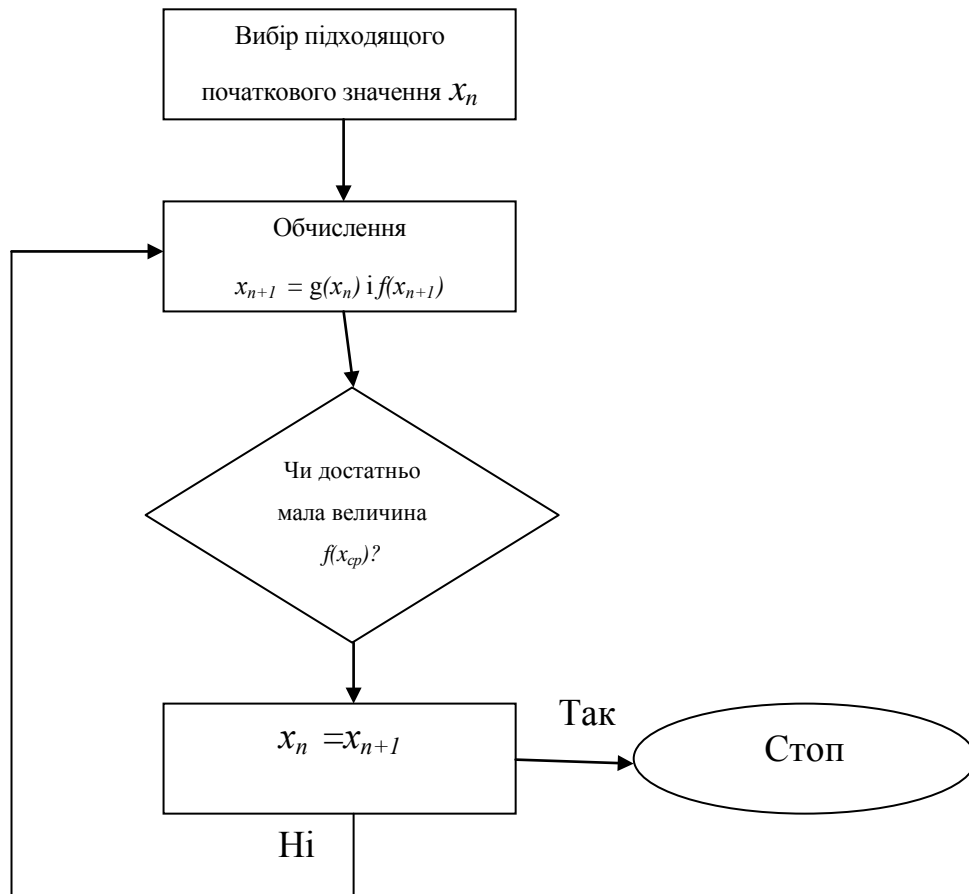 Вибір підходящого
початкового значення xₙ
Обчислення
xₙ₊₁ = g(xₙ) і f(xₙ₊₁)
Чи достатньо
мала величина
f(x_ср)?
xₙ =xₙ₊₁
Так
Стоп
Ні